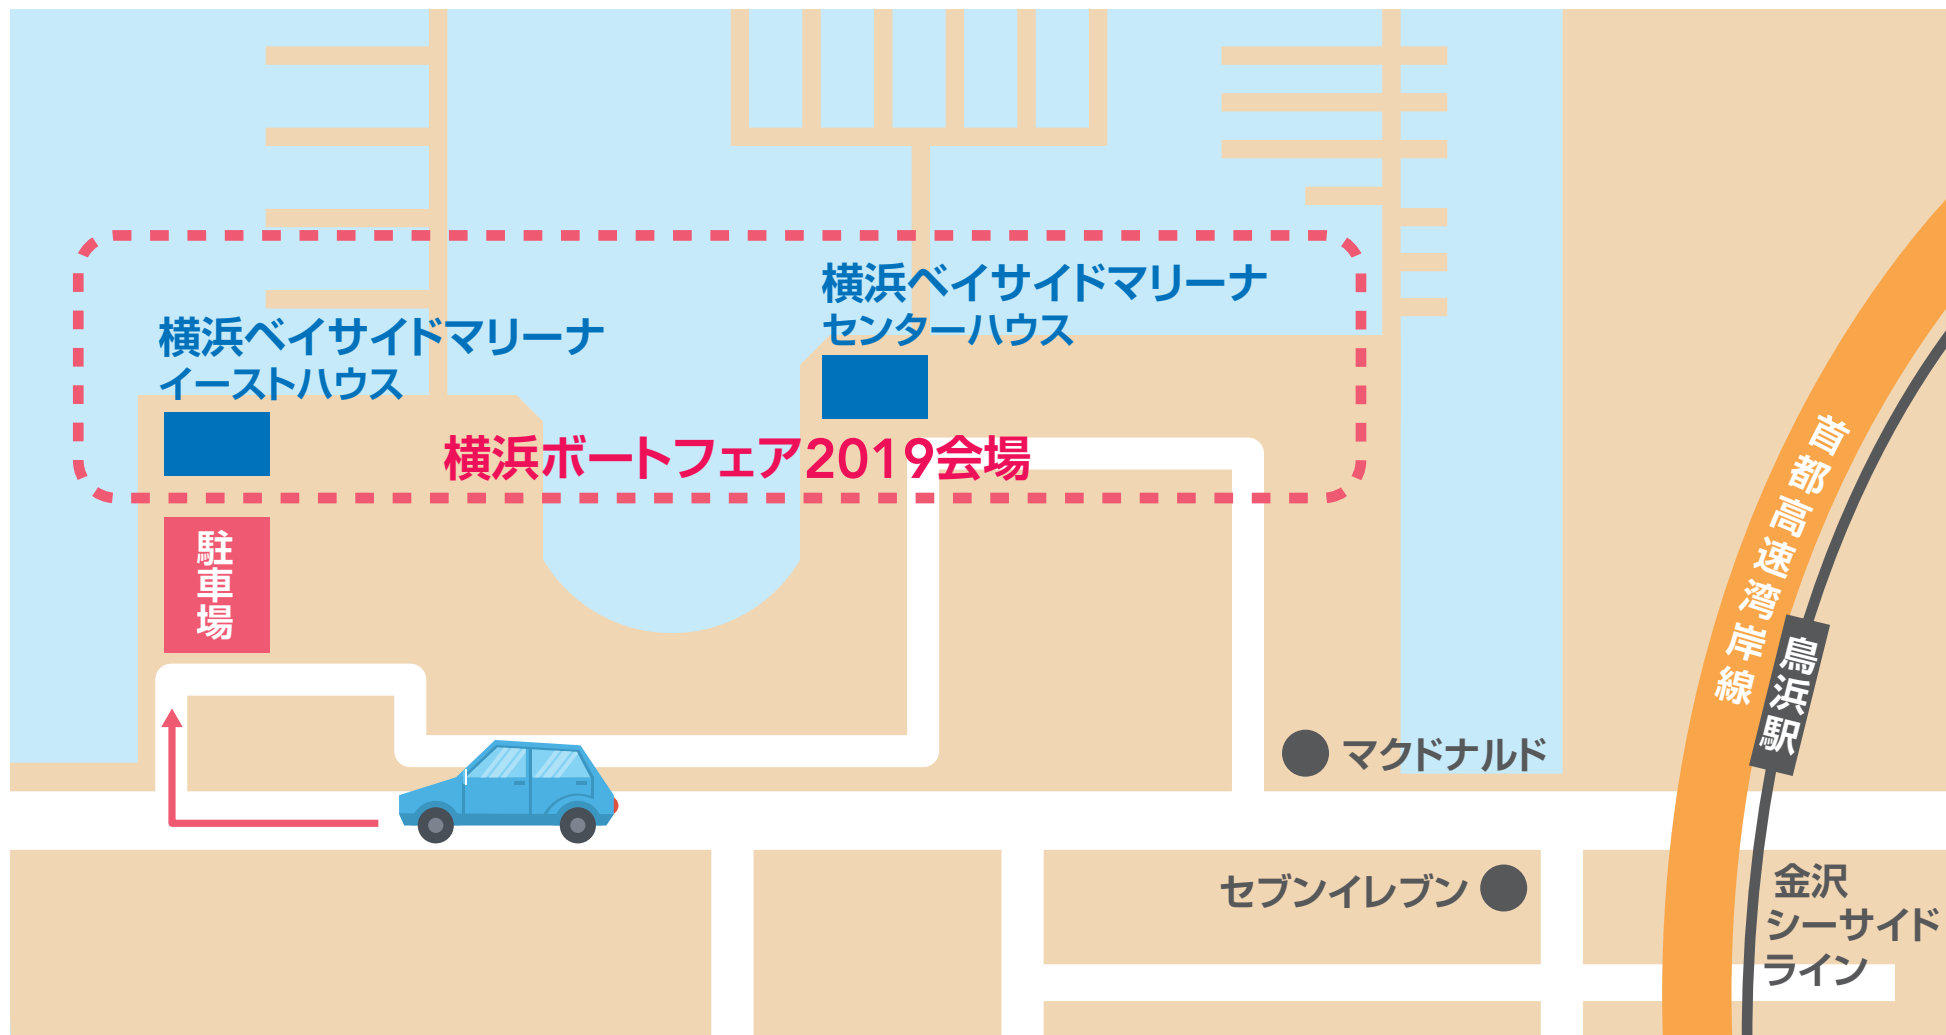 横浜ベイサイドマリーナ
センターハウス
横浜ベイサイドマリーナ
イーストハウス
横浜ボートフェア2019会場
駐車場
首都高速湾岸線
鳥浜駅
マクドナルド
セブンイレブン
金沢
シーサイド
ライン